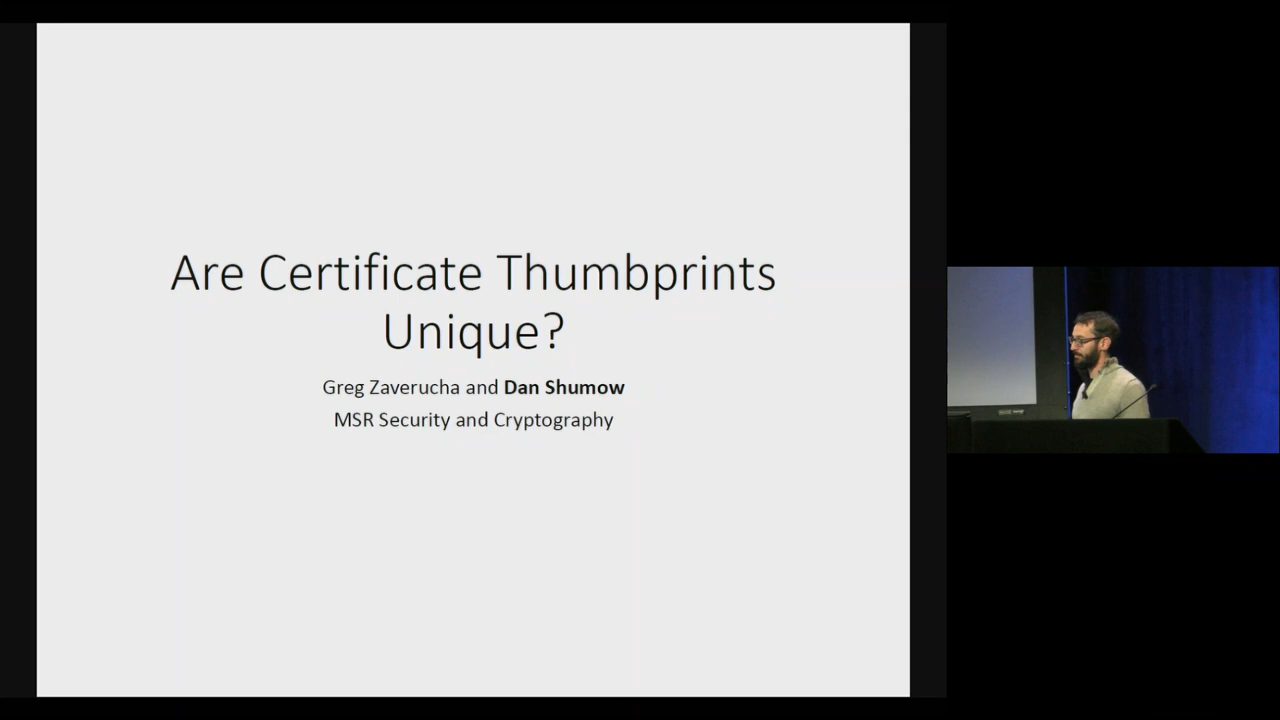 Are Certificate Thumbprints
Unique?
Greg Zaverucha and Dan Shumow
MSR Security and Cryptography